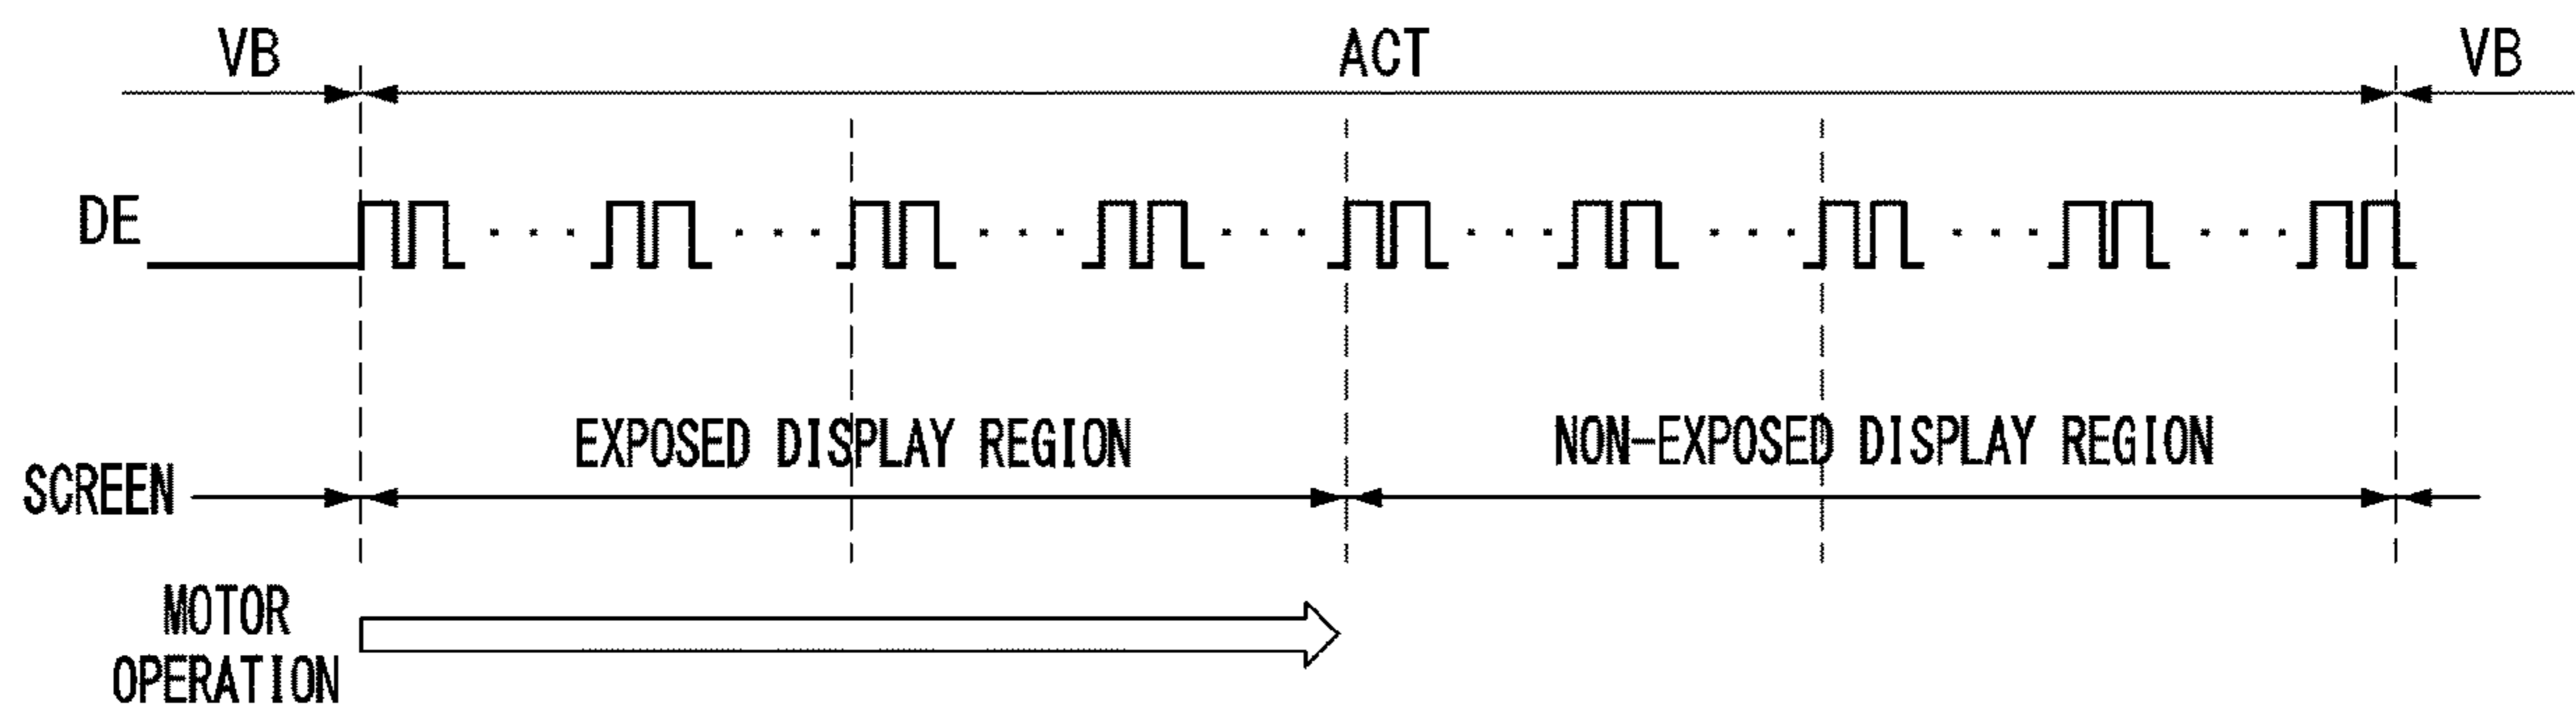 VB ACT VB
DE
EXPOSED DISPLAY REGION NON-EXPOSED DISPLAY REGION
SCREEN
MOTOR
OPERATION